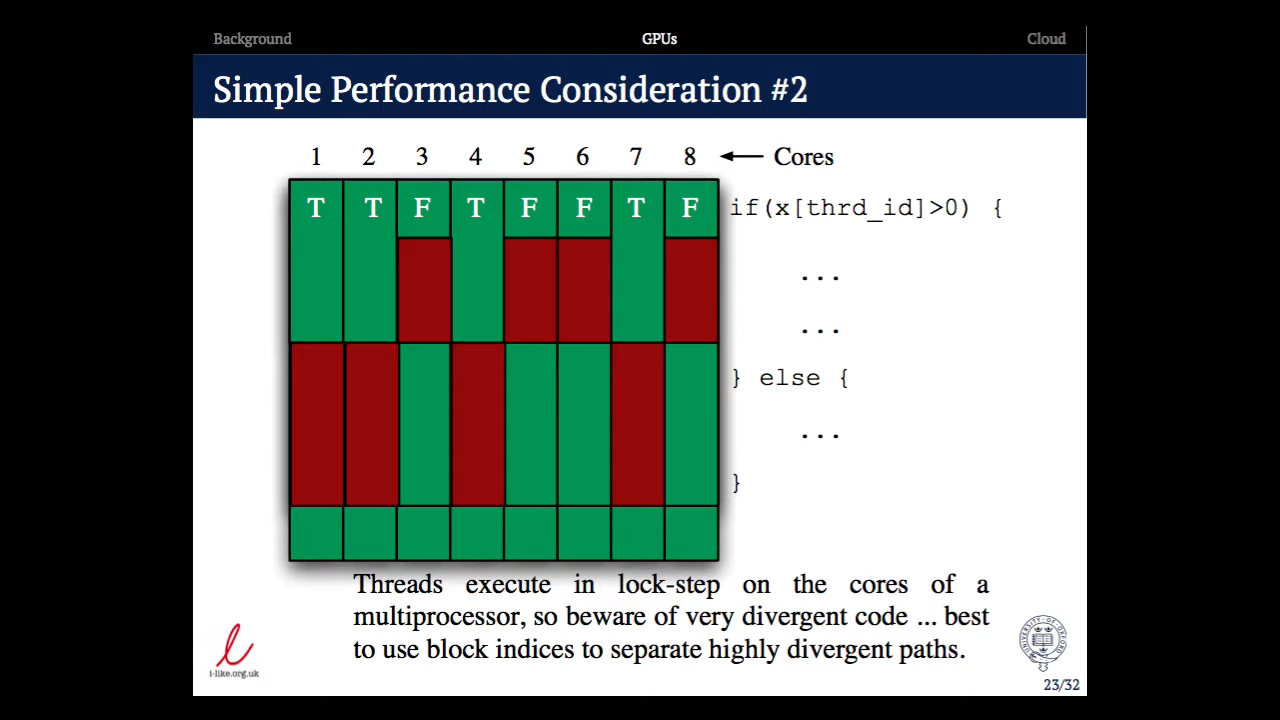 Background GPUs Cloud
Simple Performance Consideration #2
1 2 3 4 5 6 7 8 Cores
T T F T F F T F if(x[thrd_id]>0) {
...
...
} else {
...
}
Threads execute in lock-step on the cores of a
multiprocessor, so beware of very divergent code ... best
to use block indices to separate highly divergent paths.
i-like.org.uk
23/32